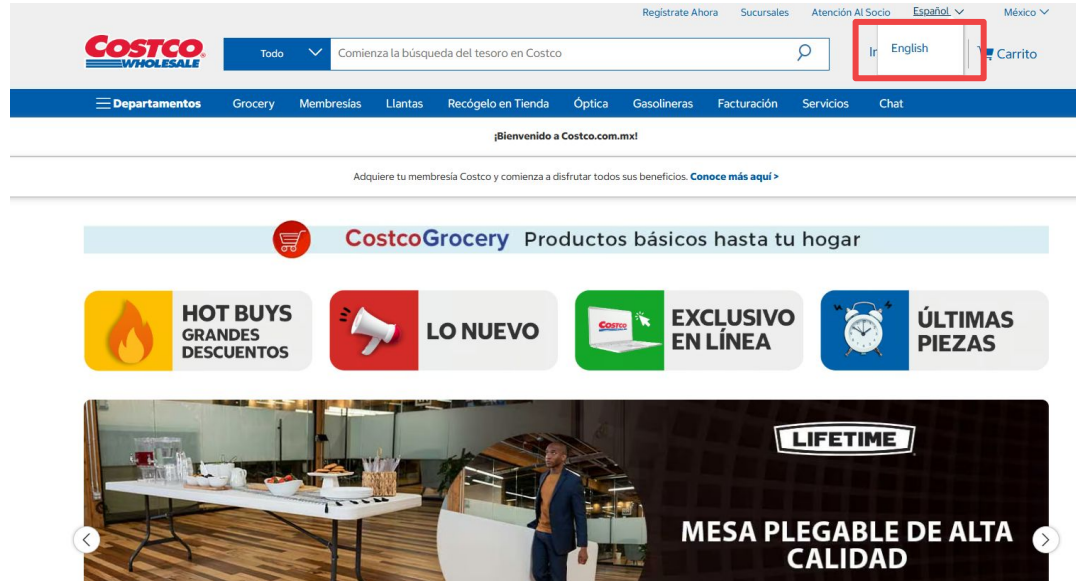 Regístrate Ahora Sucursales Atención Al Socio Español México
COSTCO
WHOLESALE
Todo Comienza la búsqueda del tesoro en Costco
English
Carrito
Departamentos Grocery Membresías Llantas Recógelo en Tienda Óptica Gasolineras Facturación Servicios Chat
¡Bienvenido a Costco.com.mx!
Adquiere tu membresía Costco y comienza a disfrutar todos sus beneficios. Conoce más aquí >
CostcoGrocery Productos básicos hasta tu hogar
HOT BUYS
GRANDES
DESCUENTOS
LO NUEVO
Costco
EXCLUSIVO
EN LÍNEA
ÚLTIMAS
PIEZAS
LIFETIME
MESA PLEGABLE DE ALTA
CALIDAD